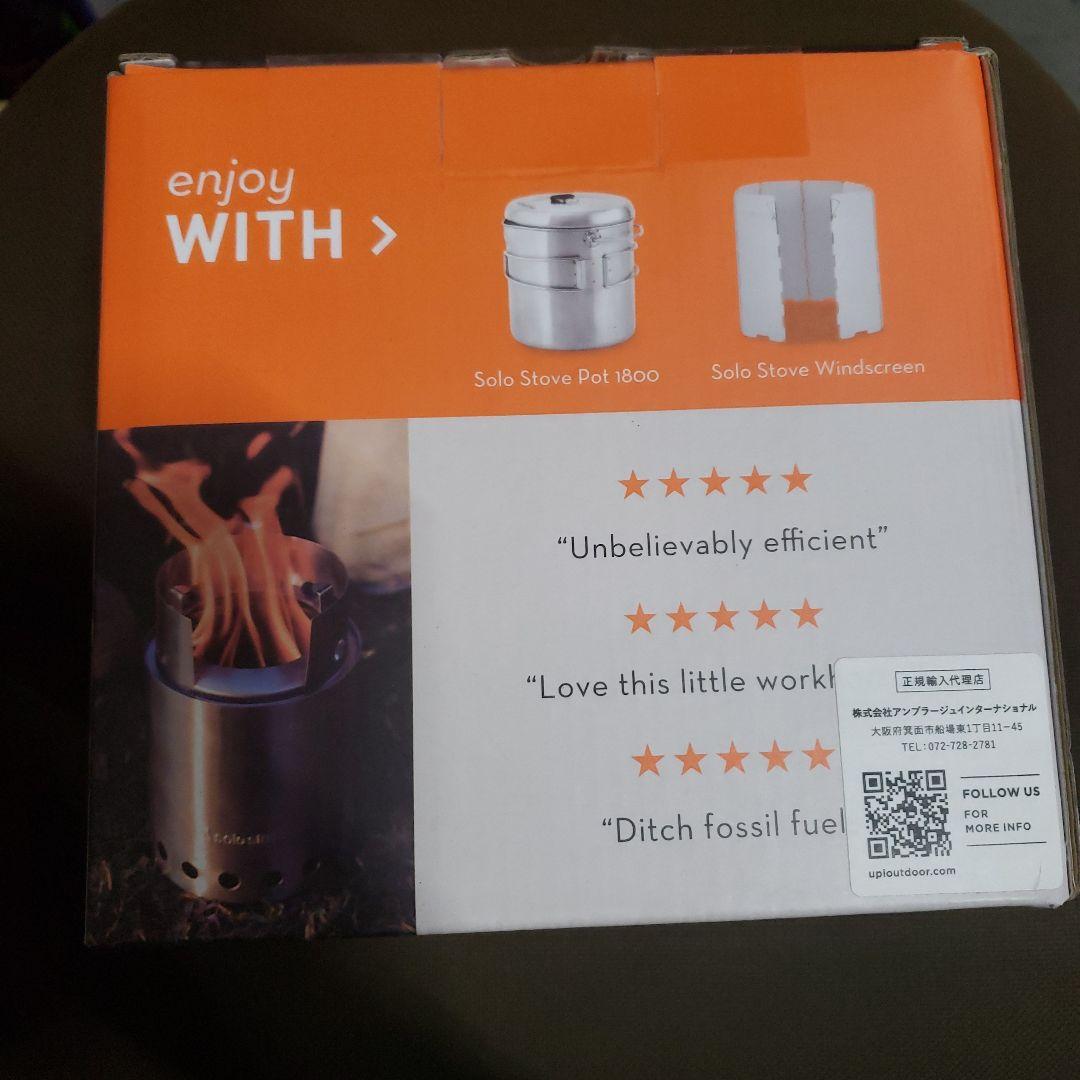 enjoy
WITH >
Solo Stove Pot 1800
Solo Stove Windscreen
“Unbelievably efficient”
“Love this little
“Ditch fossil
正規輸入代理店
株式会社アンプラージュインターナショナル
大阪府箕面市船場東1丁目11-45
TEL:072-728-2781
FOLLOW US
FOR
MORE INFO
upioutdoor.com